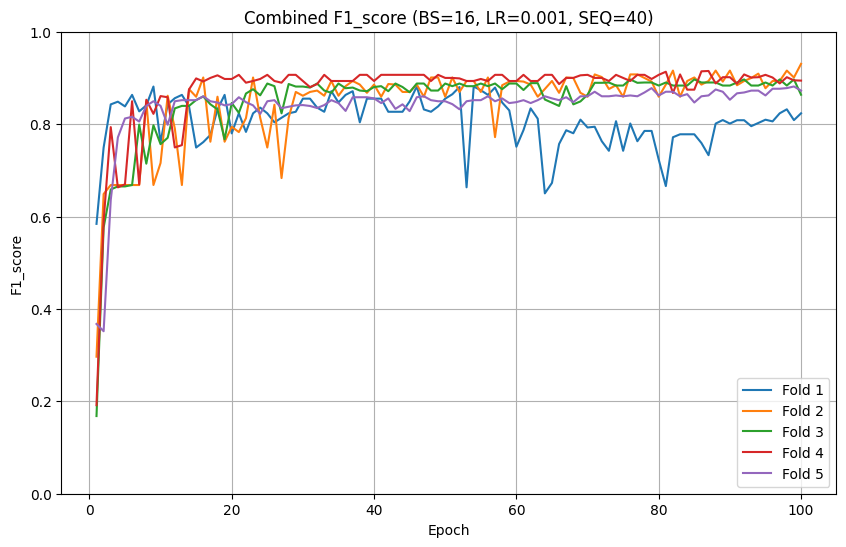 Combined F1_score (BS=16, LR=0.001, SEQ=40)
1.0
0.8
0.6
0.4
0.2
0.0
F1_score
0 20 40 60 80 100
Epoch
Fold 1
Fold 2
Fold 3
Fold 4
Fold 5